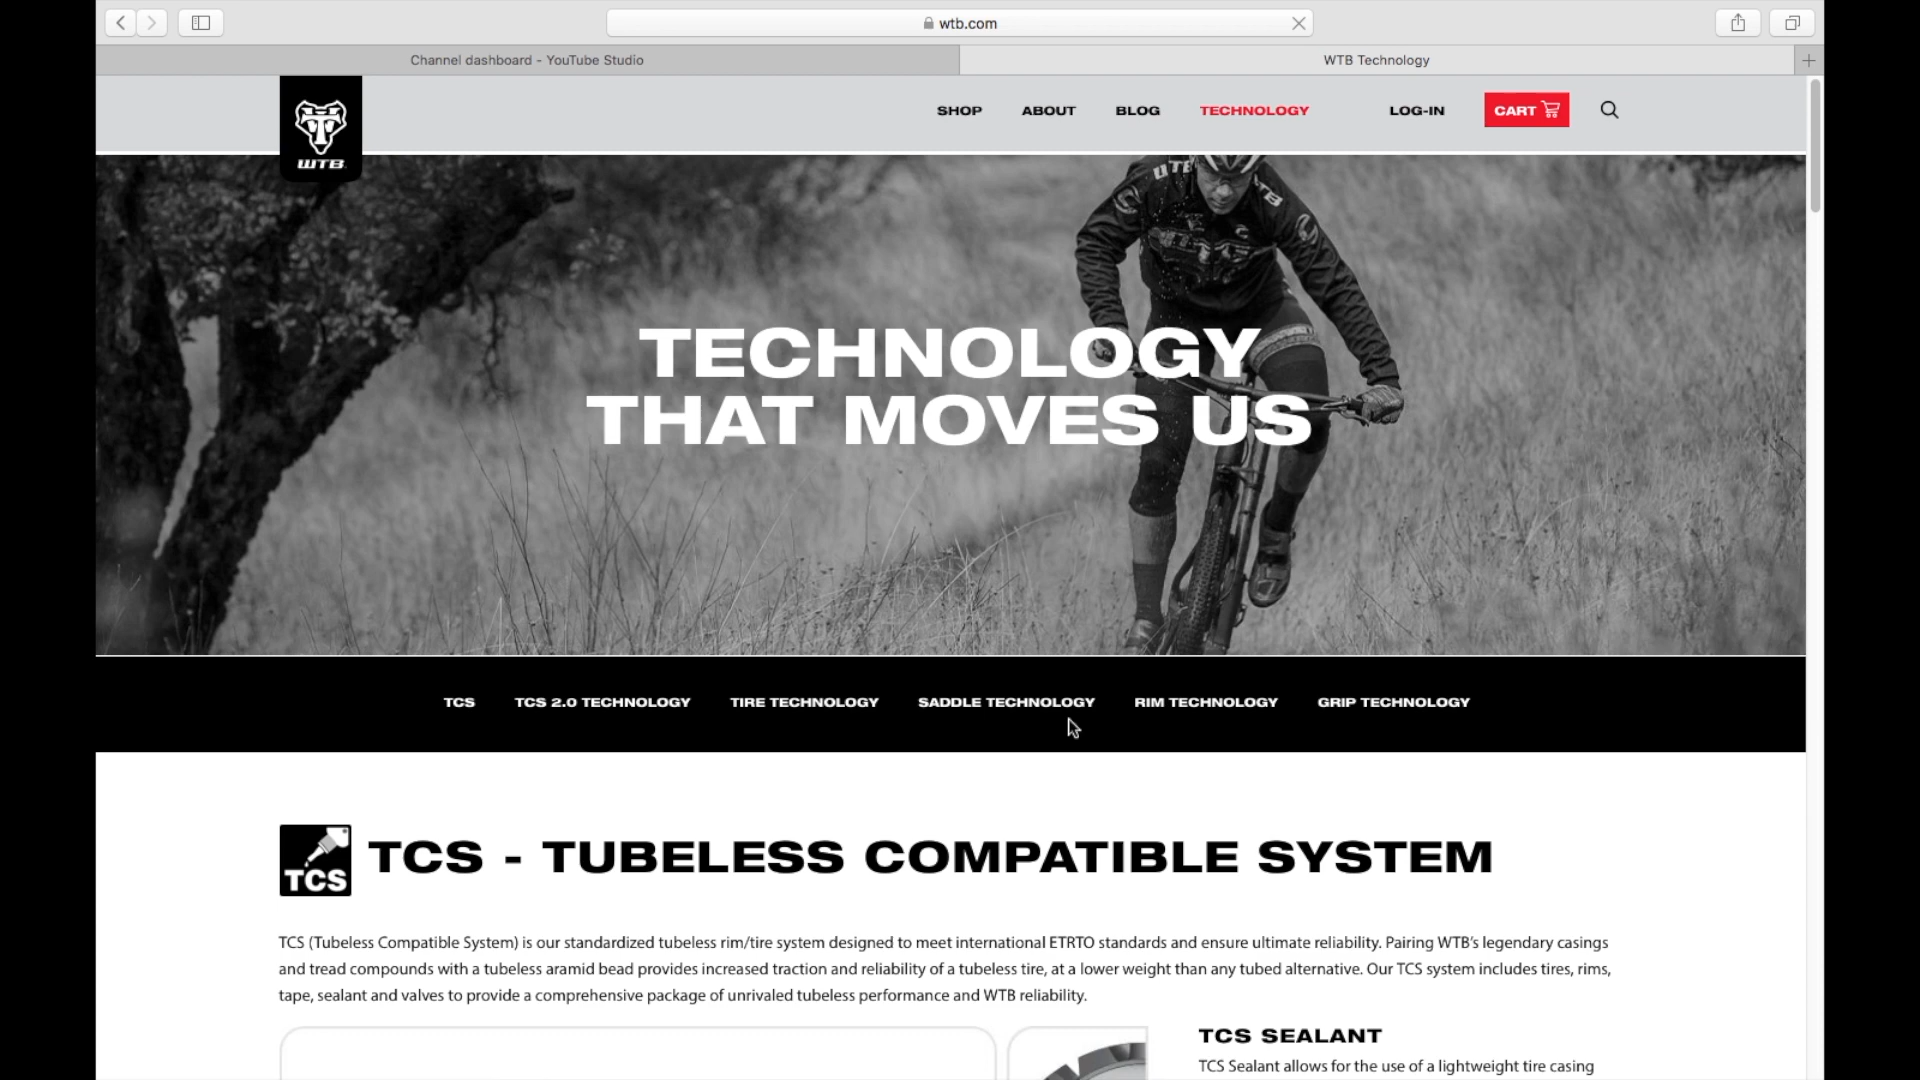 wtb.com
Channel dashboard - YouTube Studio
WTB Technology
WTB
SHOP
ABOUT
BLOG
TECHNOLOGY
LOG-IN
CART
WTB
TECHNOLOGY
THAT MOVES US
TCS
TCS 2.0 TECHNOLOGY
TIRE TECHNOLOGY
SADDLE TECHNOLOGY
RIM TECHNOLOGY
GRIP TECHNOLOGY
TCS
TCS - TUBELESS COMPATIBLE SYSTEM
TCS (Tubeless Compatible System) is our standardized tubeless rim/tire system designed to meet international ETRTO standards and ensure ultimate reliability. Pairing WTB’s legendary casings
and tread compounds with a tubeless aramid bead provides increased traction and reliability of a tubeless tire, at a lower weight than any tubed alternative. Our TCS system includes tires, rims,
tape, sealant and valves to provide a comprehensive package of unrivaled tubeless performance and WTB reliability.
TCS SEALANT
TCS Sealant allows for the use of a lightweight tire casing